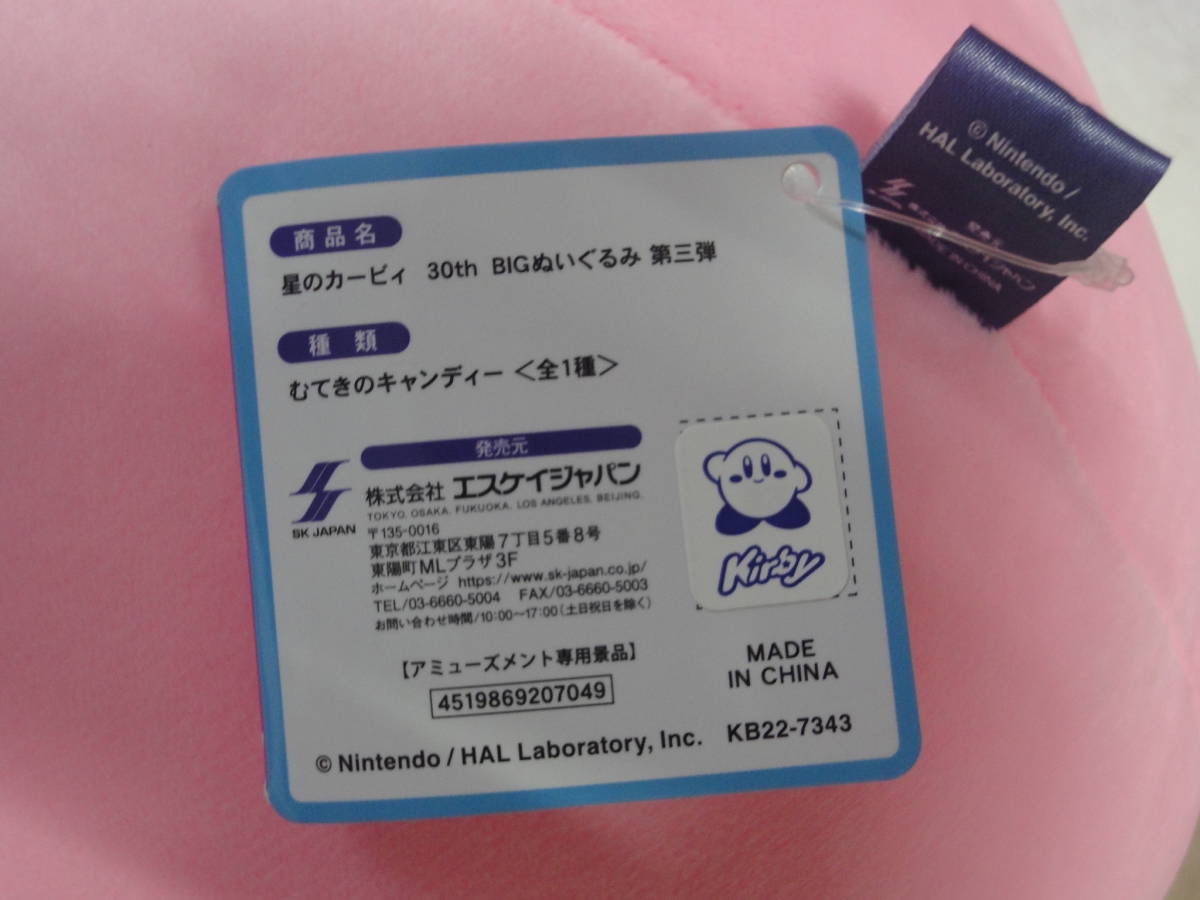 商品名
星のカービィ 30th BIGぬいぐるみ 第三弾
種類
むてきのキャンディー <全1種>
発売元
SK JAPAN
株式会社 エスケイジャパン
TOKYO. OSAKA. FUKUOKA. LOS ANGELES. BEIJING.
〒135-0016
東京都江東区東陽7丁目5番8号
東陽町MLプラザ3F
ホームページ https://www.sk-japan.co.jp/
TEL/03-6660-5004 FAX/03-6660-5003
お問い合わせ時間/10:00〜17:00(土日祝日を除く)
Kirby
【アミューズメント専用景品】
4519869207049
MADE
IN CHINA
© Nintendo / HAL Laboratory, Inc. KB22-7343
© Nintendo /
HAL Laboratory, Inc.
IN CHINA